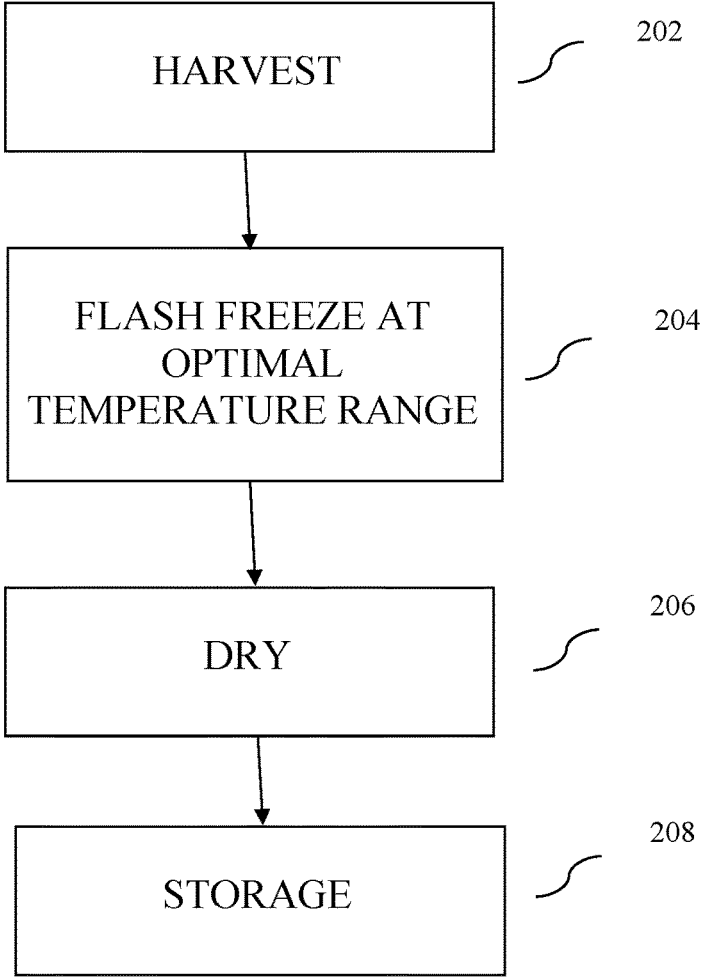 HARVEST
202
FLASH FREEZE AT
OPTIMAL
TEMPERATURE RANGE
204
DRY
206
STORAGE
208